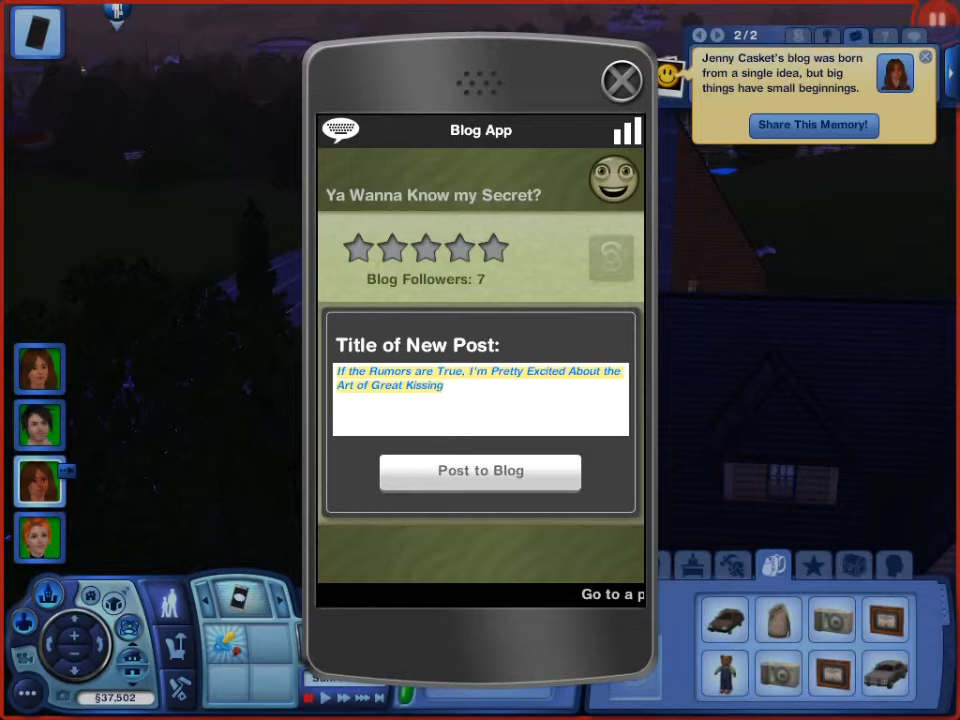 2/2
Jenny Casket's blog was born
from a single idea, but big
things have small beginnings.
Share This Memory!
Blog App
Ya Wanna Know my Secret?
Blog Followers: 7
Title of New Post:
If the Rumors are True, I'm Pretty Excited About the
Art of Great Kissing
Post to Blog
Go to a p
§37,502